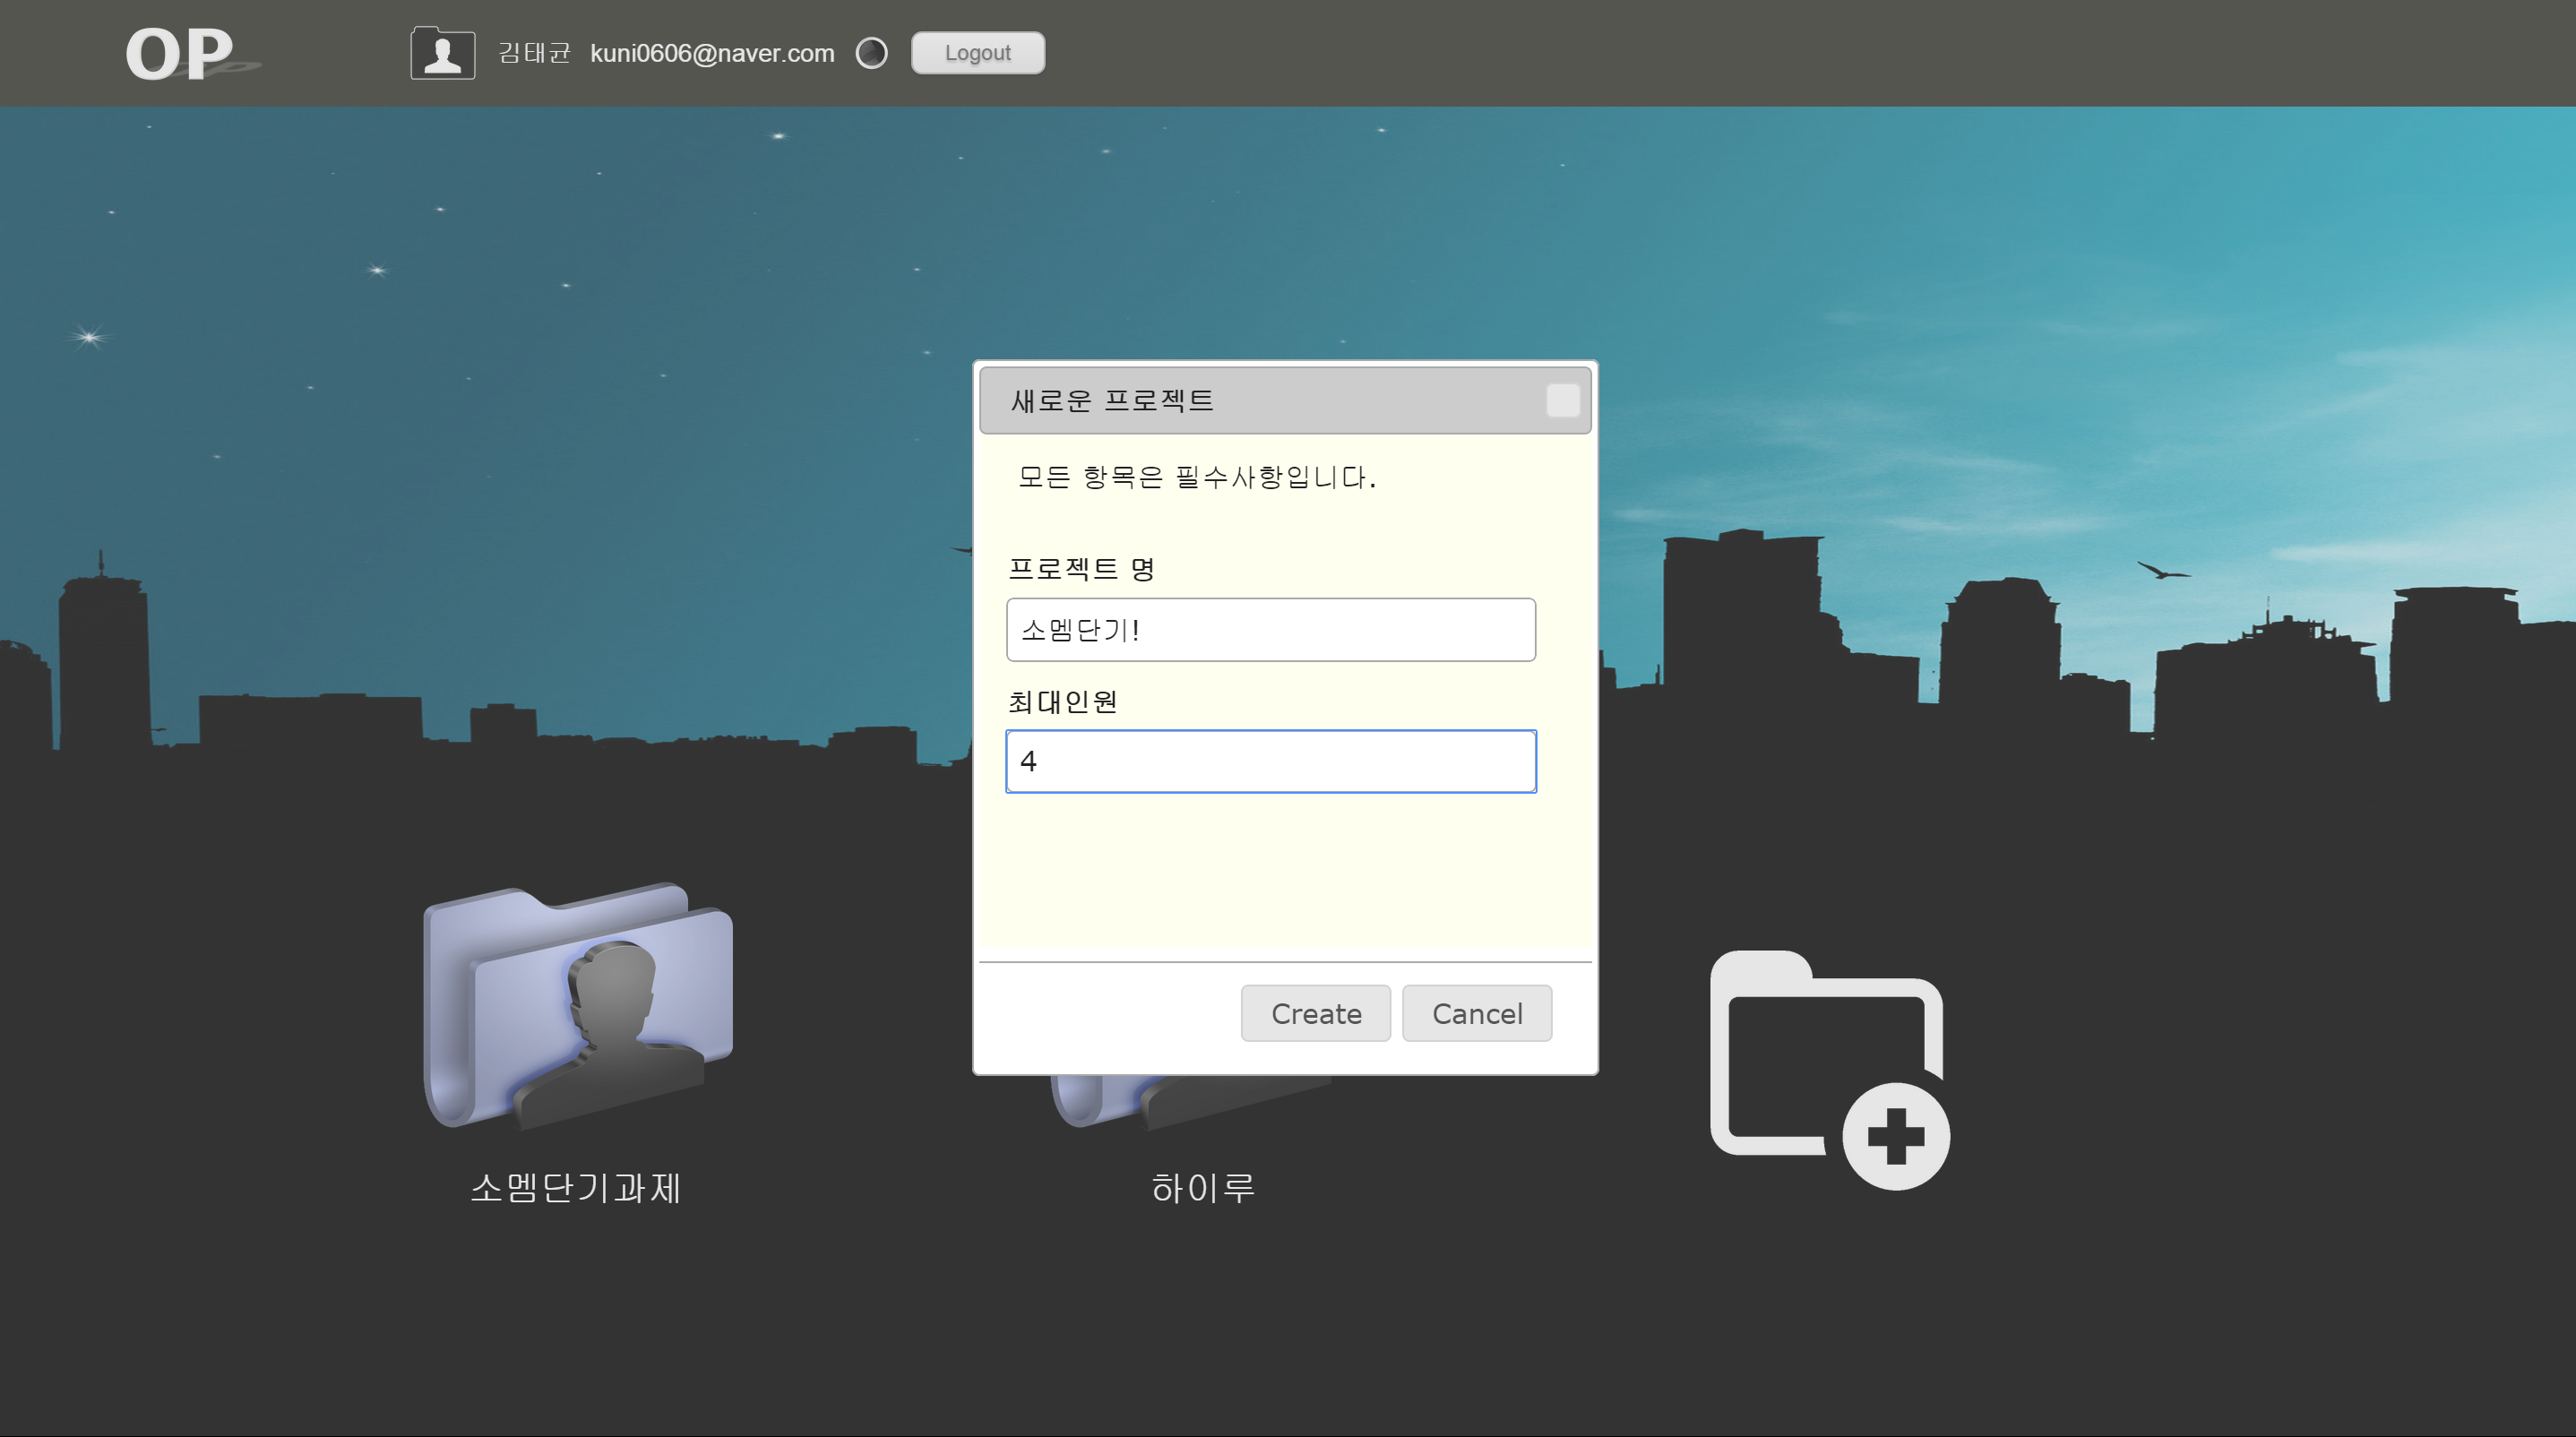 OP
김태균 kuni0606@naver.com Logout
새로운 프로젝트
모든 항목은 필수사항입니다.
프로젝트 명
소멤단기!
최대인원
4
Create Cancel
소멤단기과제
하이루